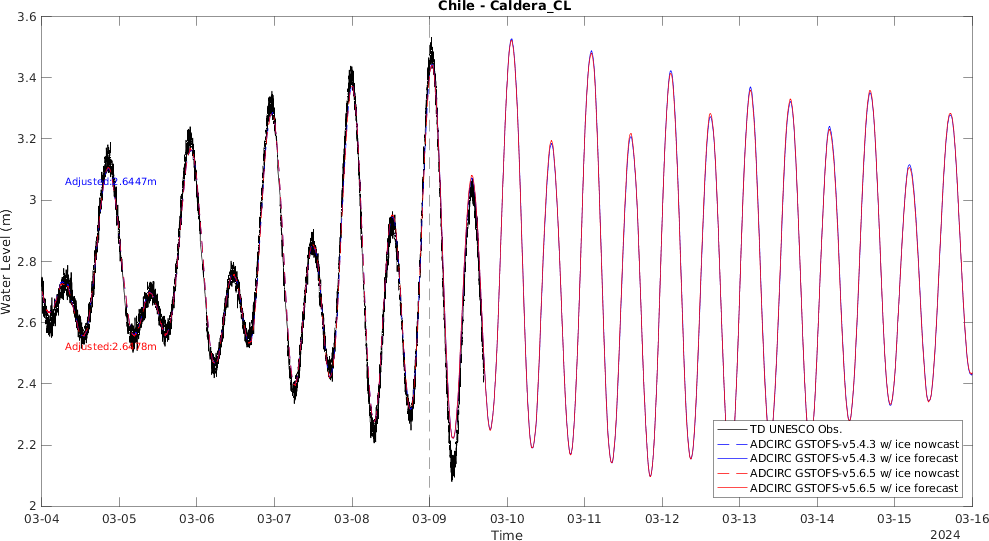 Chile - Caldera_CL
3.6
3.4
3.2
3
2.8
2.6
2.4
2.2
2
Water Level (m)
Adjusted:2.6447m
Adjusted:2.6478m
TD UNESCO Obs.
ADCIRC GSTOFS-v5.4.3 w/ ice nowcast
ADCIRC GSTOFS-v5.4.3 w/ ice forecast
ADCIRC GSTOFS-v5.6.5 w/ ice nowcast
ADCIRC GSTOFS-v5.6.5 w/ ice forecast
03-04 03-05 03-06 03-07 03-08 03-09 03-10 03-11 03-12 03-13 03-14 03-15 03-16
Time
2024